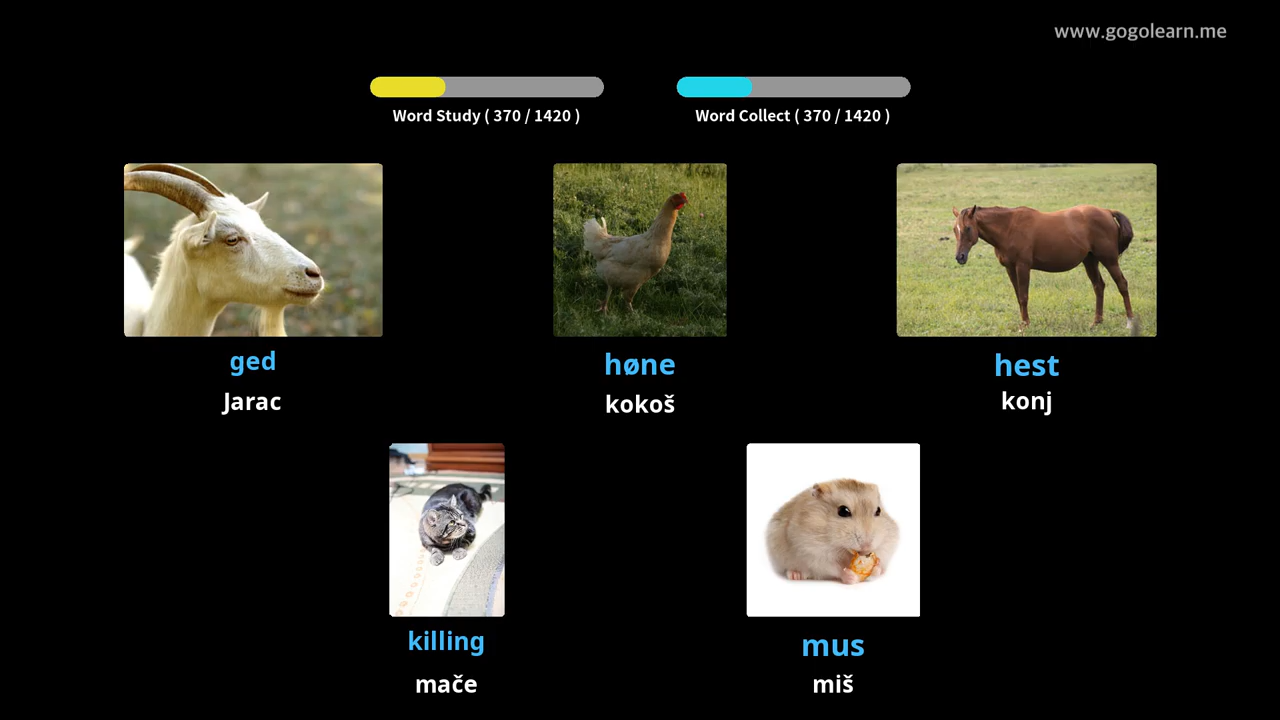 www.gogolearn.me
Word Study ( 370 / 1420 )
Word Collect ( 370 / 1420 )
ged
Jarac
høne
kokoš
hest
konj
killing
mače
mus
miš